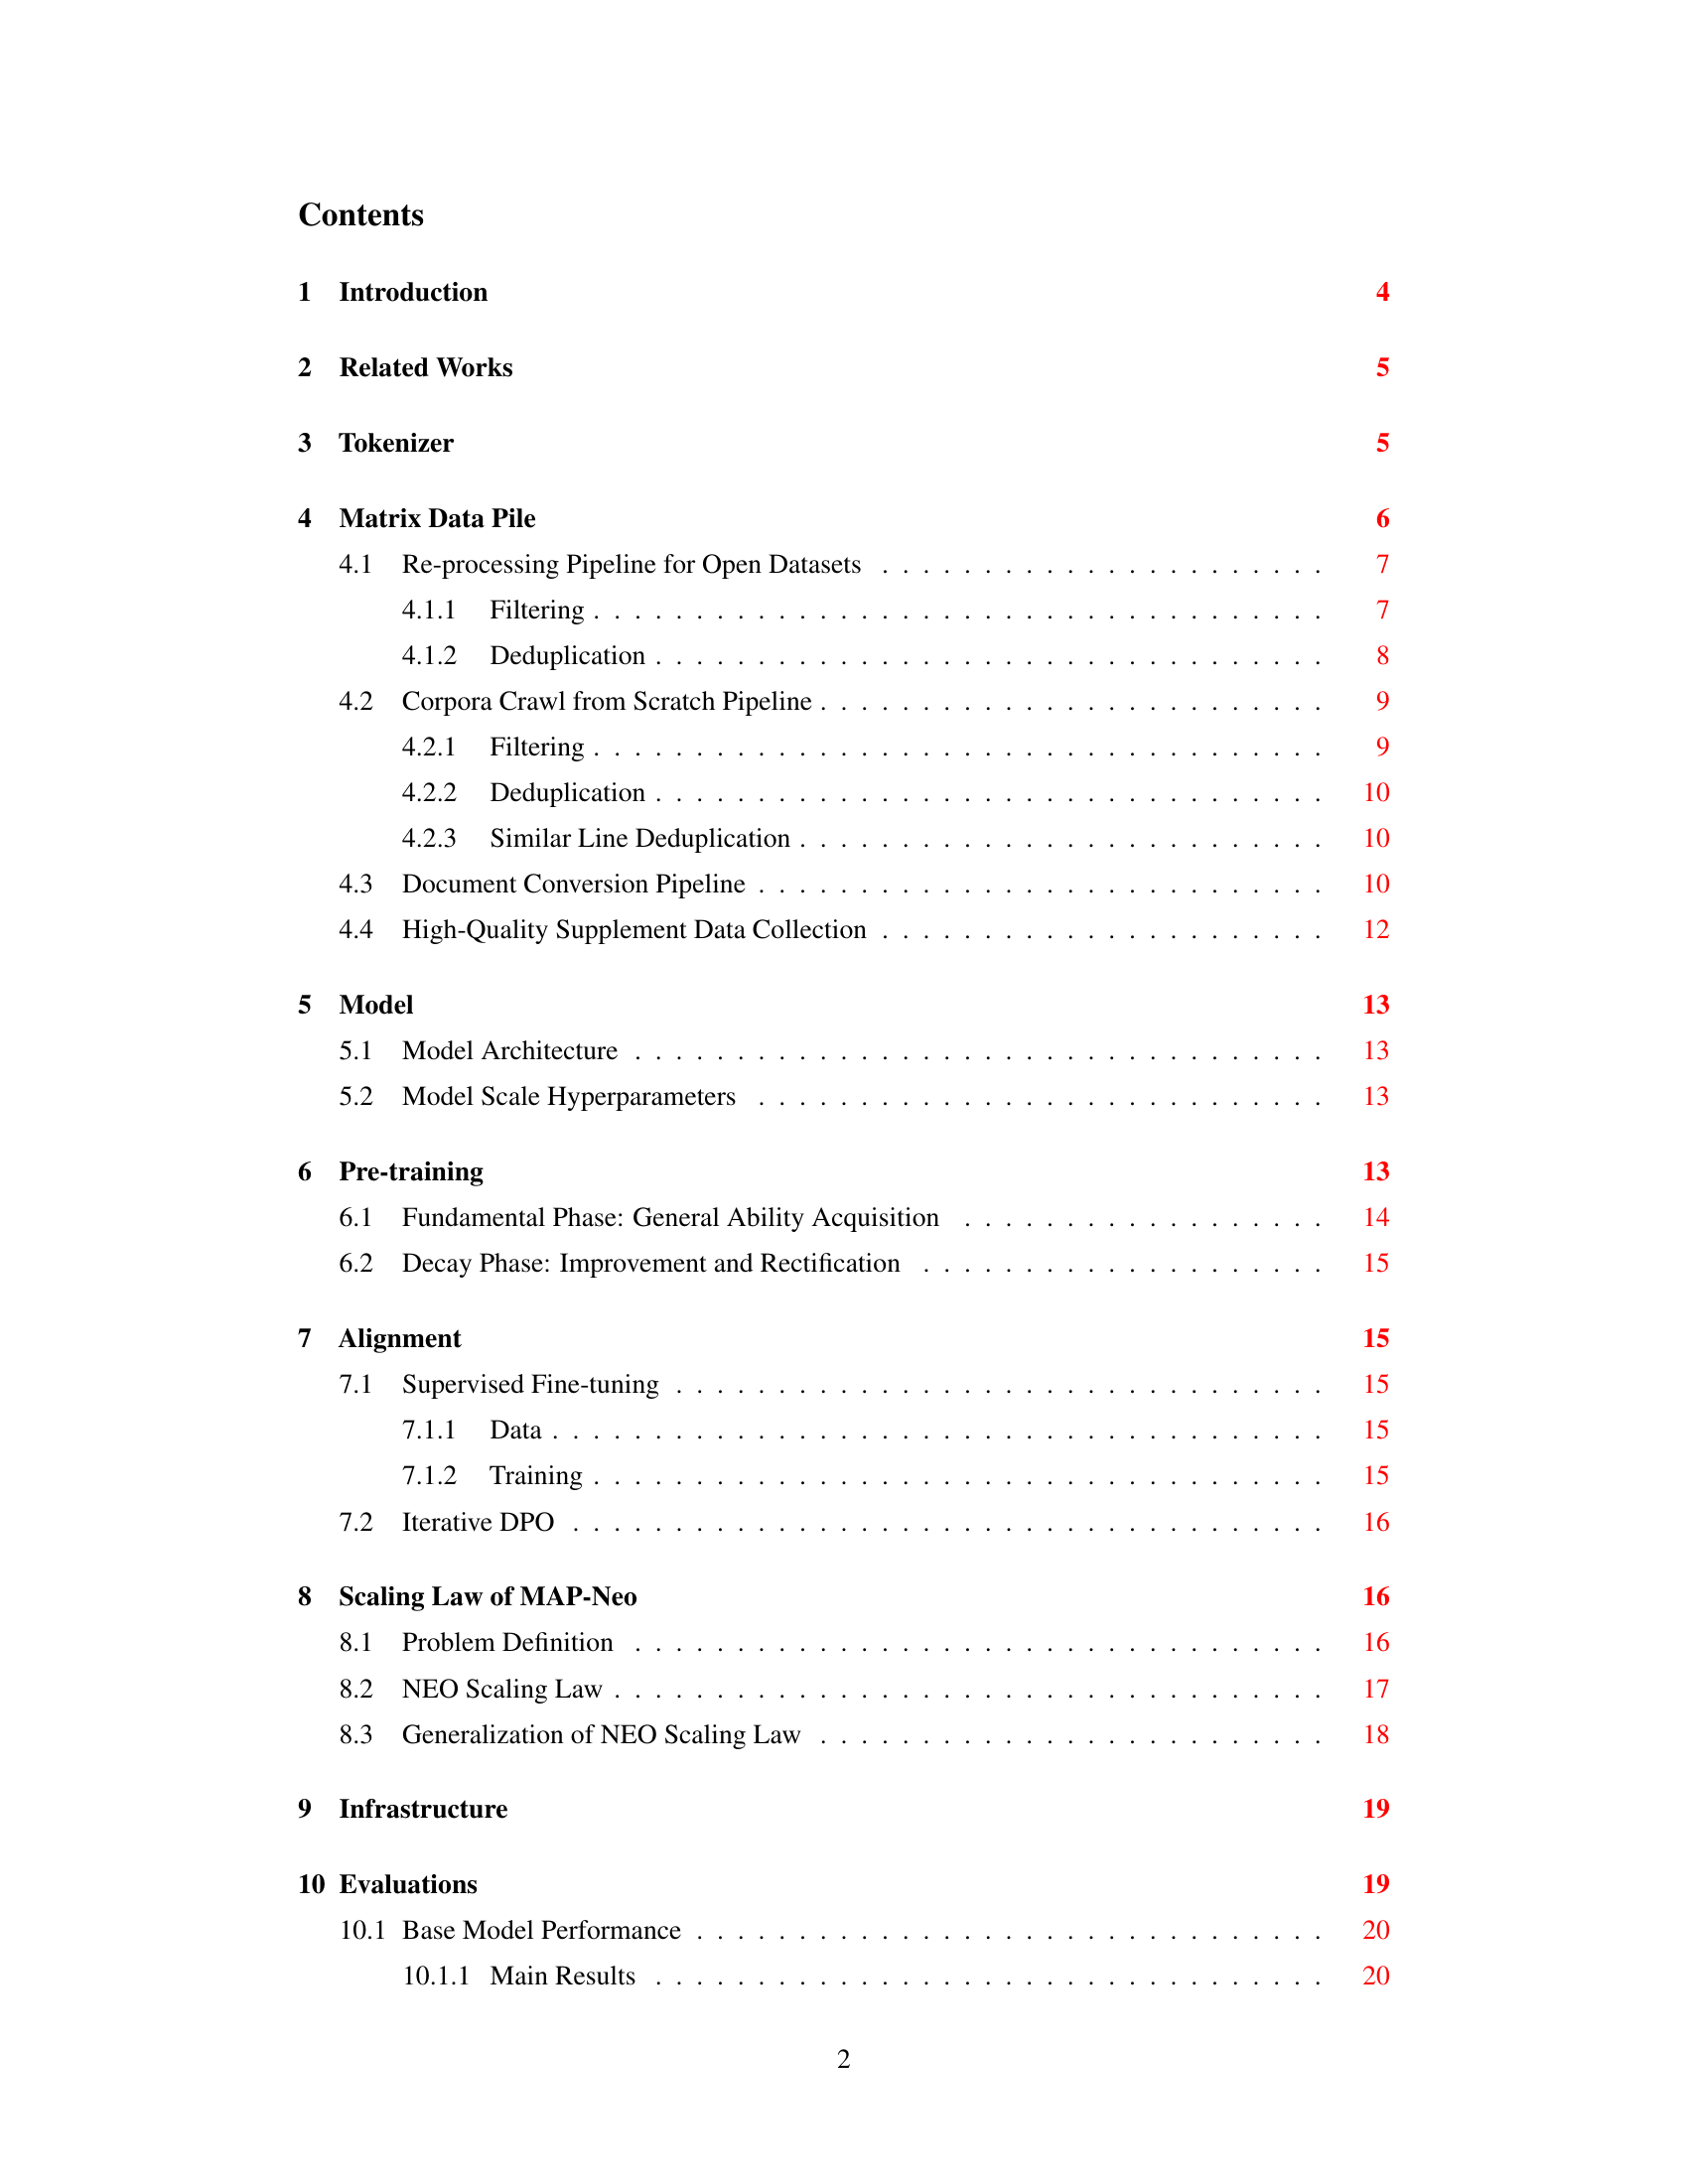 Contents
1 Introduction 4
2 Related Works 5
3 Tokenizer 5
4 Matrix Data Pile 6
4.1 Re-processing Pipeline for Open Datasets . . . . . . . . . . . . . . . . . . . . . . 7
4.1.1 Filtering . . . . . . . . . . . . . . . . . . . . . . . . . . . . . . . . . . . . 7
4.1.2 Deduplication . . . . . . . . . . . . . . . . . . . . . . . . . . . . . . . . . 8
4.2 Corpora Crawl from Scratch Pipeline . . . . . . . . . . . . . . . . . . . . . . . . . 9
4.2.1 Filtering . . . . . . . . . . . . . . . . . . . . . . . . . . . . . . . . . . . . 9
4.2.2 Deduplication . . . . . . . . . . . . . . . . . . . . . . . . . . . . . . . . . 10
4.2.3 Similar Line Deduplication . . . . . . . . . . . . . . . . . . . . . . . . . . 10
4.3 Document Conversion Pipeline . . . . . . . . . . . . . . . . . . . . . . . . . . . . 10
4.4 High-Quality Supplement Data Collection . . . . . . . . . . . . . . . . . . . . . . 12
5 Model 13
5.1 Model Architecture . . . . . . . . . . . . . . . . . . . . . . . . . . . . . . . . . . 13
5.2 Model Scale Hyperparameters . . . . . . . . . . . . . . . . . . . . . . . . . . . . 13
6 Pre-training 13
6.1 Fundamental Phase: General Ability Acquisition . . . . . . . . . . . . . . . . . . 14
6.2 Decay Phase: Improvement and Rectification . . . . . . . . . . . . . . . . . . . . 15
7 Alignment 15
7.1 Supervised Fine-tuning . . . . . . . . . . . . . . . . . . . . . . . . . . . . . . . . 15
7.1.1 Data . . . . . . . . . . . . . . . . . . . . . . . . . . . . . . . . . . . . . . 15
7.1.2 Training . . . . . . . . . . . . . . . . . . . . . . . . . . . . . . . . . . . . 15
7.2 Iterative DPO . . . . . . . . . . . . . . . . . . . . . . . . . . . . . . . . . . . . . 16
8 Scaling Law of MAP-Neo 16
8.1 Problem Definition . . . . . . . . . . . . . . . . . . . . . . . . . . . . . . . . . . 16
8.2 NEO Scaling Law . . . . . . . . . . . . . . . . . . . . . . . . . . . . . . . . . . . 17
8.3 Generalization of NEO Scaling Law . . . . . . . . . . . . . . . . . . . . . . . . . 18
9 Infrastructure 19
10 Evaluations 19
10.1 Base Model Performance . . . . . . . . . . . . . . . . . . . . . . . . . . . . . . . 20
10.1.1 Main Results . . . . . . . . . . . . . . . . . . . . . . . . . . . . . . . . . 20
2